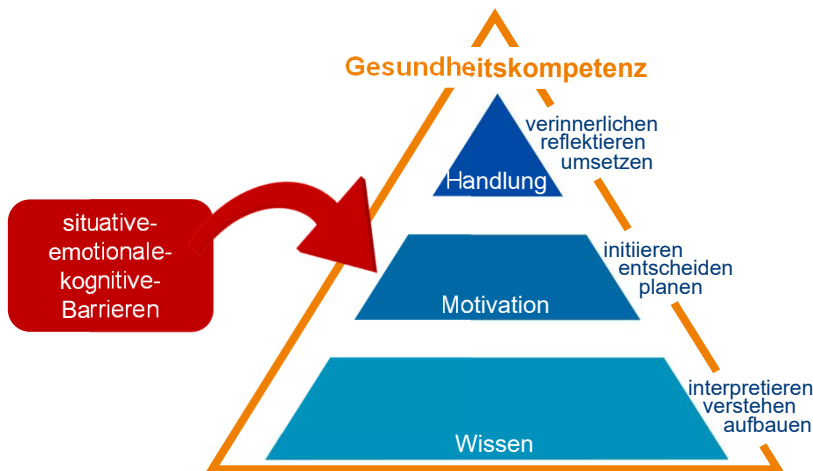 Gesundheitskompetenz
verinnerlichen
reflektieren
umsetzen
Handlung
situative-
emotionale-
kognitive-
Barrieren
initiieren
entscheiden
planen
Motivation
interpretieren
verstehen
aufbauen
Wissen